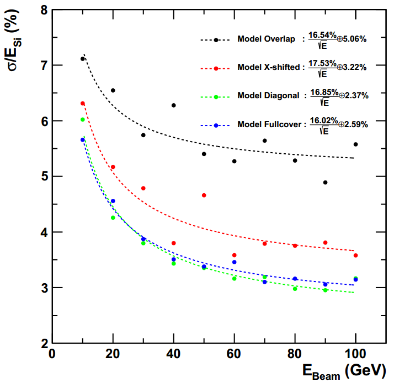 σ/E_Si (%)
8
7
6
5
4
3
2
0 20 40 60 80 100
E_Beam (GeV)
Model Overlap : 16.54%/√E ⊕5.06%
Model X-shifted : 17.53%/√E ⊕3.22%
Model Diagonal : 16.85%/√E ⊕2.37%
Model Fullcover : 16.02%/√E ⊕2.59%